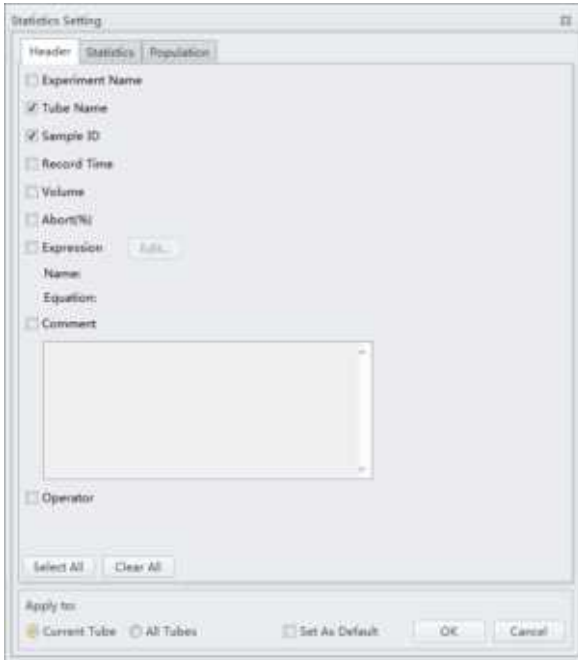 Statistics Setting
Header Statistics Population
Experiment Name
Tube Name
Sample ID
Record Time
Volume
Abort(%)
Expression Edit...
Name:
Equation:
Comment
Operator
Select All Clear All
Apply to:
Current Tube All Tubes Set As Default OK Cancel